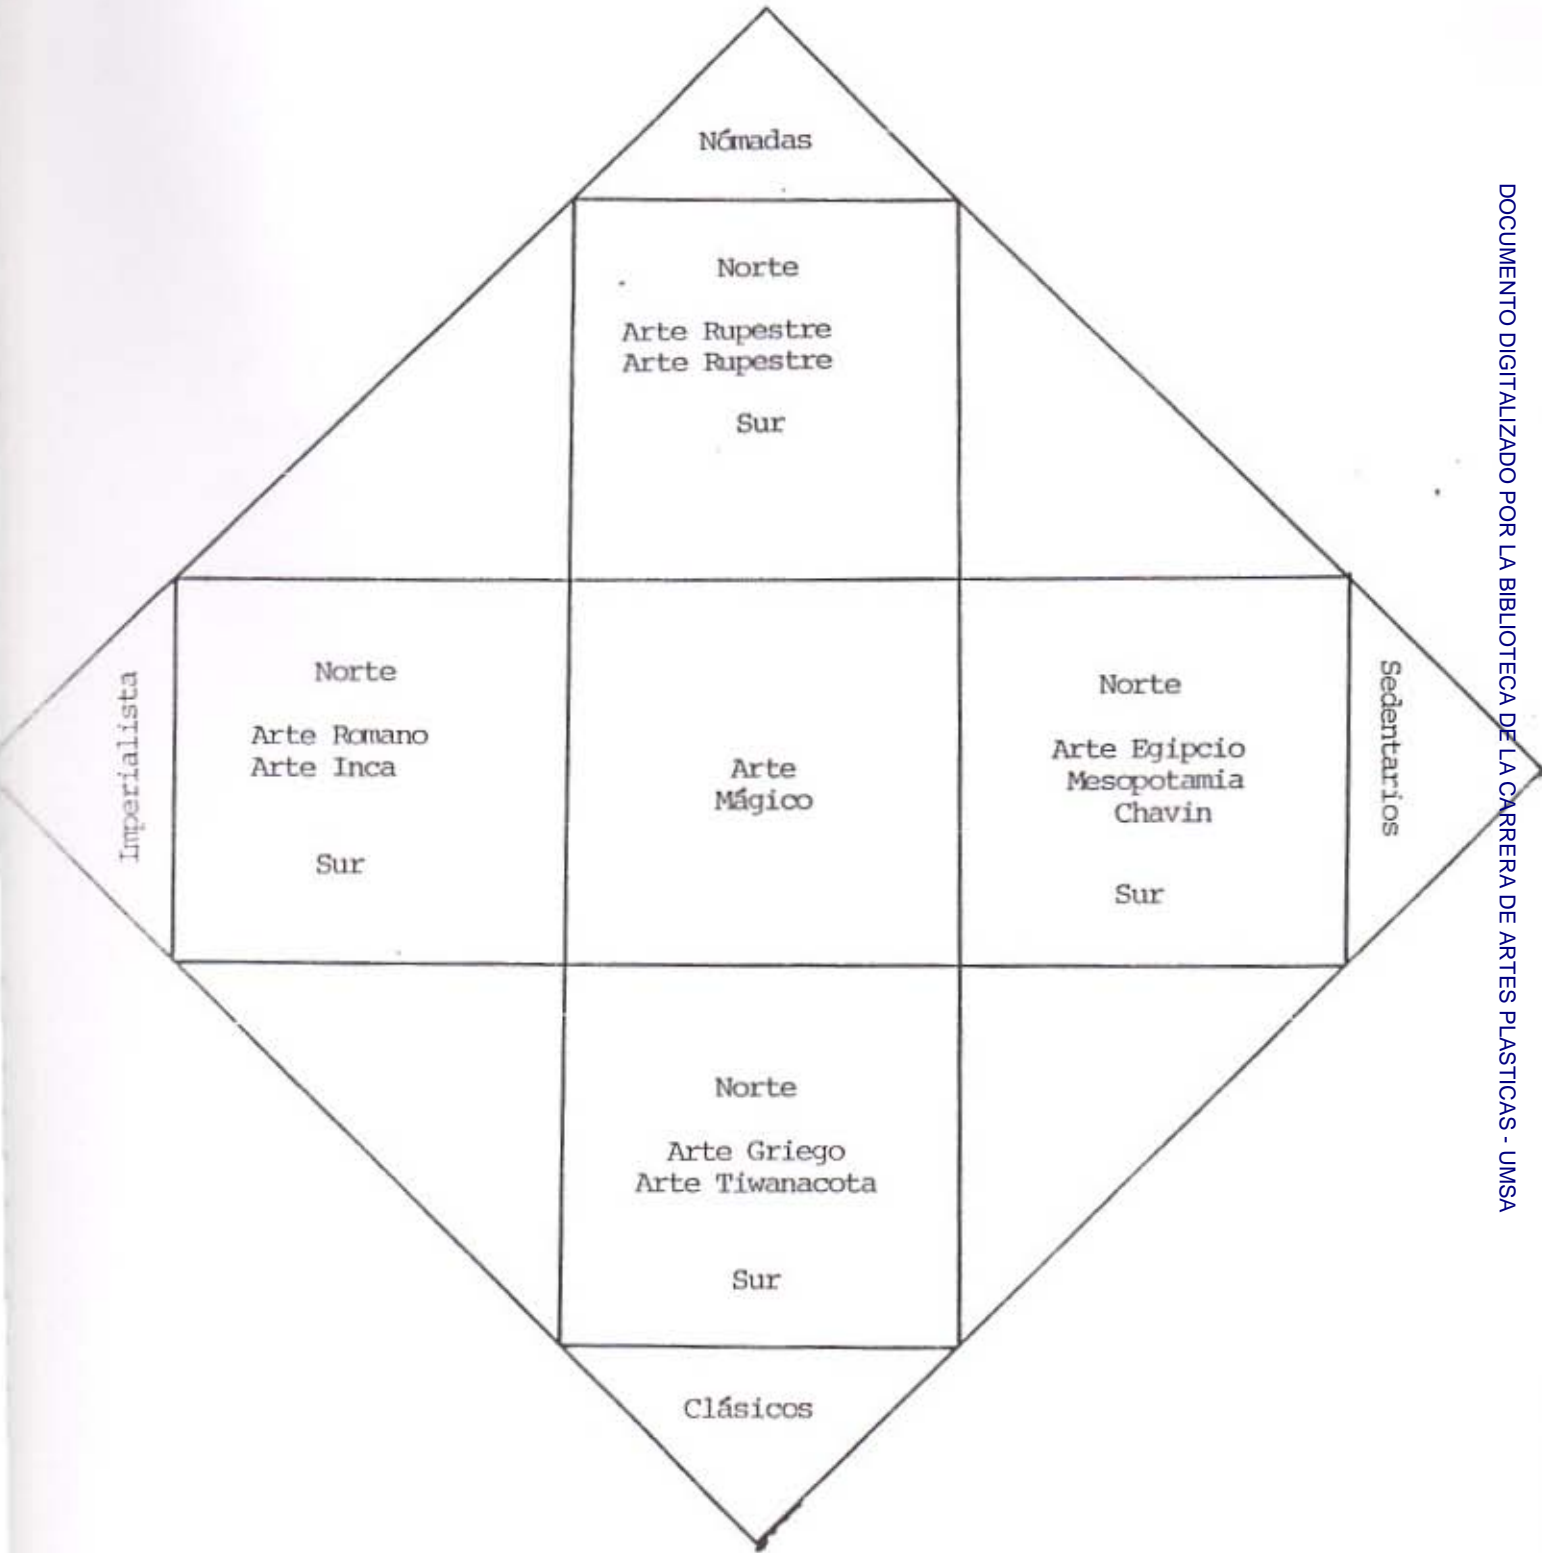 Nómadas
Norte
Arte Rupestre
Arte Rupestre
Sur
Imperialista
Norte
Arte Romano
Arte Inca
Sur
Arte
Mágico
Norte
Arte Egipcio
Mesopotamia
Chavin
Sur
Sedentarios
Norte
Arte Griego
Arte Tiwanacota
Sur
Clásicos
DOCUMENTO DIGITALIZADO POR LA BIBLIOTECA DE LA CARRERA DE ARTES PLASTICAS - UMSA